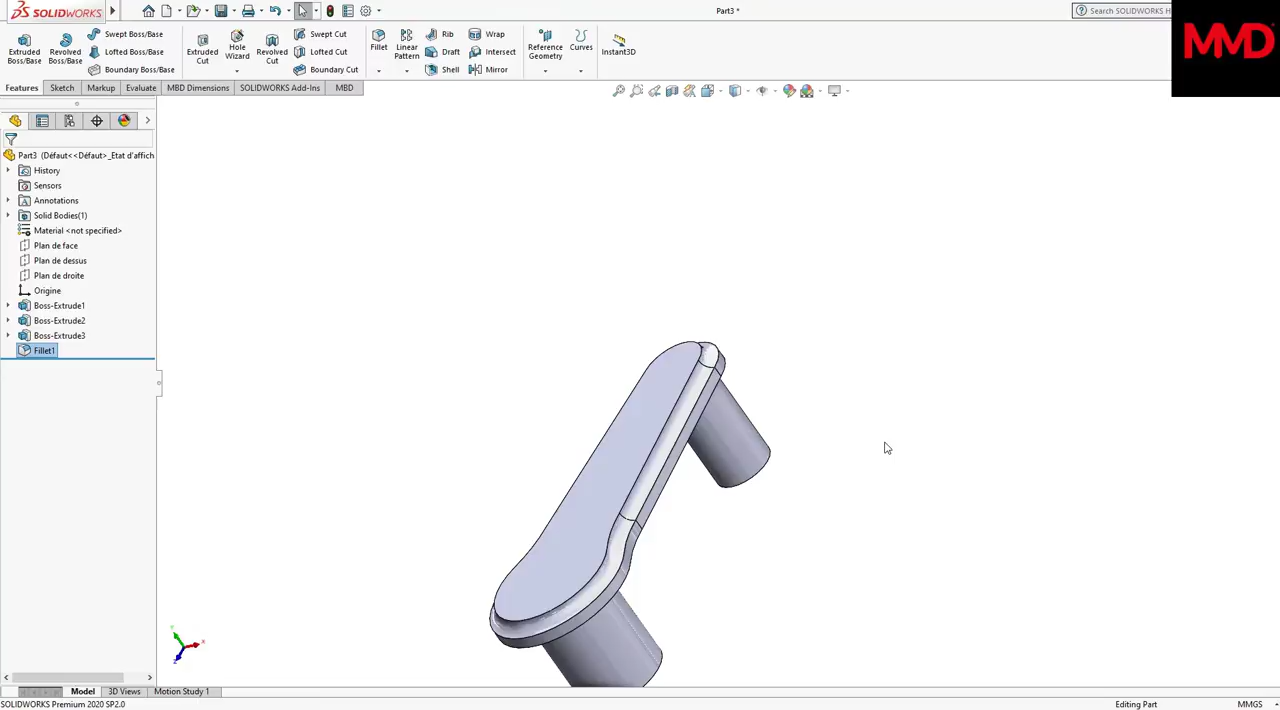 SOLIDWORKS
Part3 *
Search SOLIDWORKS H
MMD
Extruded Boss/Base
Revolved Boss/Base
Swept Boss/Base
Lofted Boss/Base
Boundary Boss/Base
Extruded Cut
Hole Wizard
Revolved Cut
Swept Cut
Lofted Cut
Boundary Cut
Fillet
Linear Pattern
Rib
Draft
Shell
Wrap
Intersect
Mirror
Reference Geometry
Curves
Instant3D
Features
Sketch
Markup
Evaluate
MBD Dimensions
SOLIDWORKS Add-Ins
MBD
Part3 (Défaut<<Défaut>_Etat d'affich
History
Sensors
Annotations
Solid Bodies(1)
Material <not specified>
Plan de face
Plan de dessus
Plan de droite
Origine
Boss-Extrude1
Boss-Extrude2
Boss-Extrude3
Fillet1
Y
X
Z
Model
3D Views
Motion Study 1
SOLIDWORKS Premium 2020 SP2.0
Editing Part
MMGS